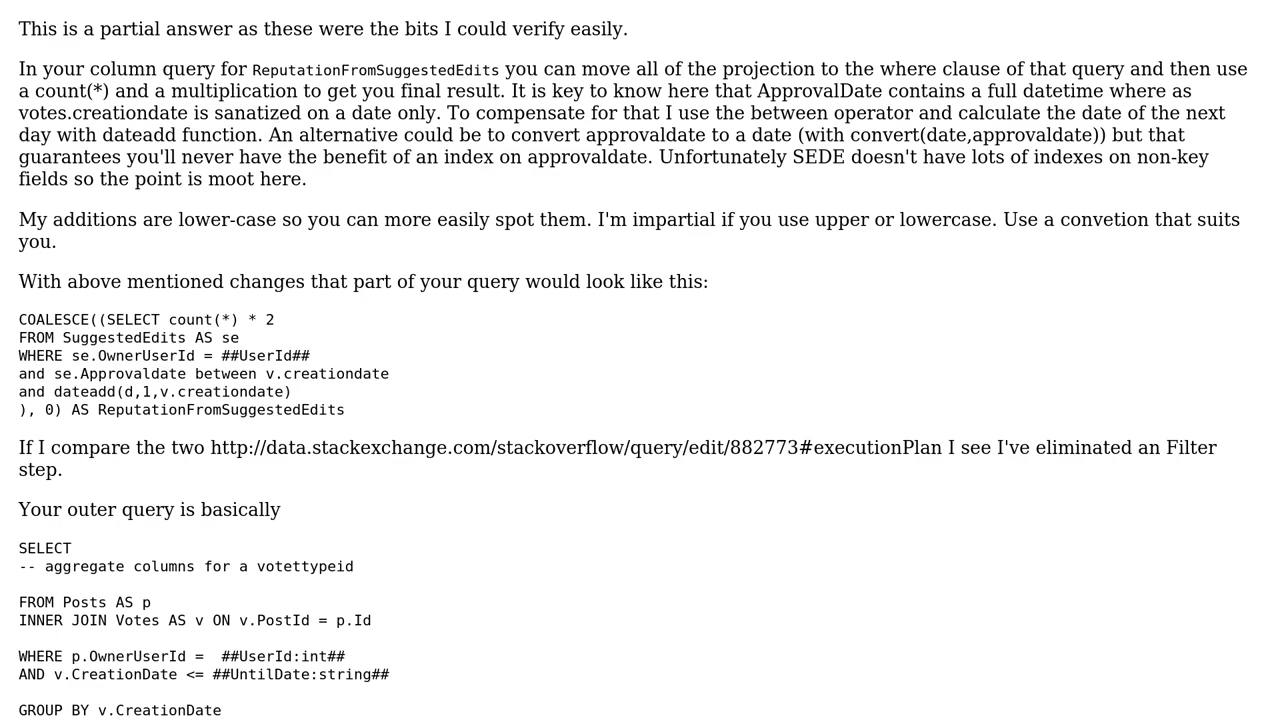 This is a partial answer as these were the bits I could verify easily.
In your column query for ReputationFromSuggestedEdits you can move all of the projection to the where clause of that query and then use
a count(*) and a multiplication to get you final result. It is key to know here that ApprovalDate contains a full datetime where as
votes.creationdate is sanatized on a date only. To compensate for that I use the between operator and calculate the date of the next
day with dateadd function. An alternative could be to convert approvaldate to a date (with convert(date,approvaldate)) but that
guarantees you'll never have the benefit of an index on approvaldate. Unfortunately SEDE doesn't have lots of indexes on non-key
fields so the point is moot here.
My additions are lower-case so you can more easily spot them. I'm impartial if you use upper or lowercase. Use a convetion that suits
you.
With above mentioned changes that part of your query would look like this:
COALESCE((SELECT count(*) * 2
FROM SuggestedEdits AS se
WHERE se.OwnerUserId = ##UserId##
and se.Approvaldate between v.creationdate
and dateadd(d,1,v.creationdate)
), 0) AS ReputationFromSuggestedEdits
If I compare the two http://data.stackexchange.com/stackoverflow/query/edit/882773#executionPlan I see I've eliminated an Filter
step.
Your outer query is basically
SELECT
-- aggregate columns for a votettypeid
FROM Posts AS p
INNER JOIN Votes AS v ON v.PostId = p.Id
WHERE p.OwnerUserId =  ##UserId:int##
AND v.CreationDate <= ##UntilDate:string##
GROUP BY v.CreationDate